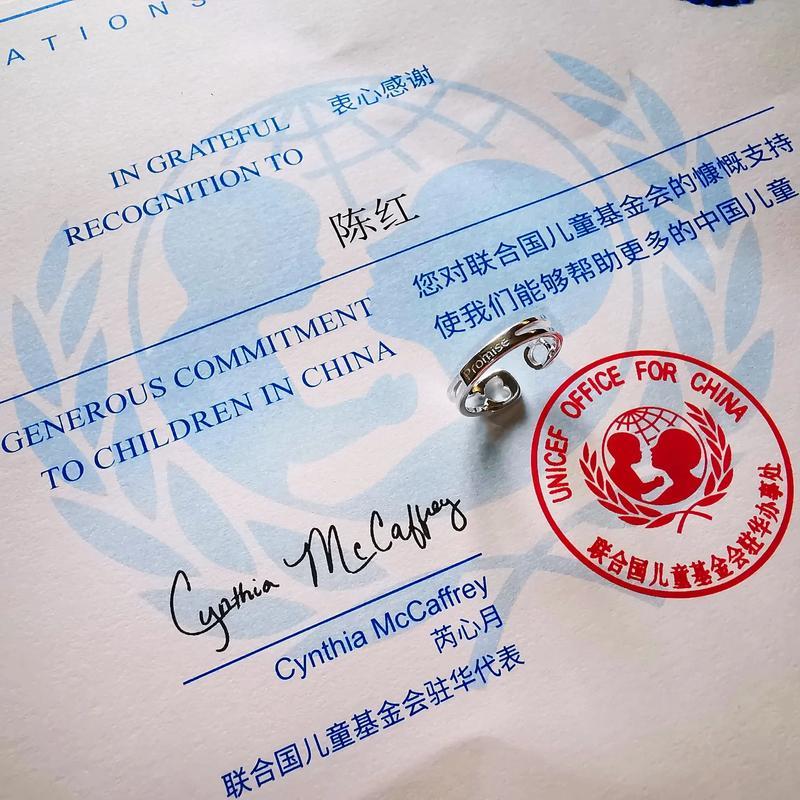 ATIONS
IN GRATEFUL
RECOGNITION TO
衷心感谢
陈红
GENEROUS COMMITMENT
TO CHILDREN IN CHINA
您对联合国儿童基金会的慷慨支持
使我们能够帮助更多的中国儿童
Promise
UNICEF OFFICE FOR CHINA
联合国儿童基金会驻华办事处
Cynthia McCaffrey
Cynthia McCaffrey
芮心月
联合国儿童基金会驻华代表